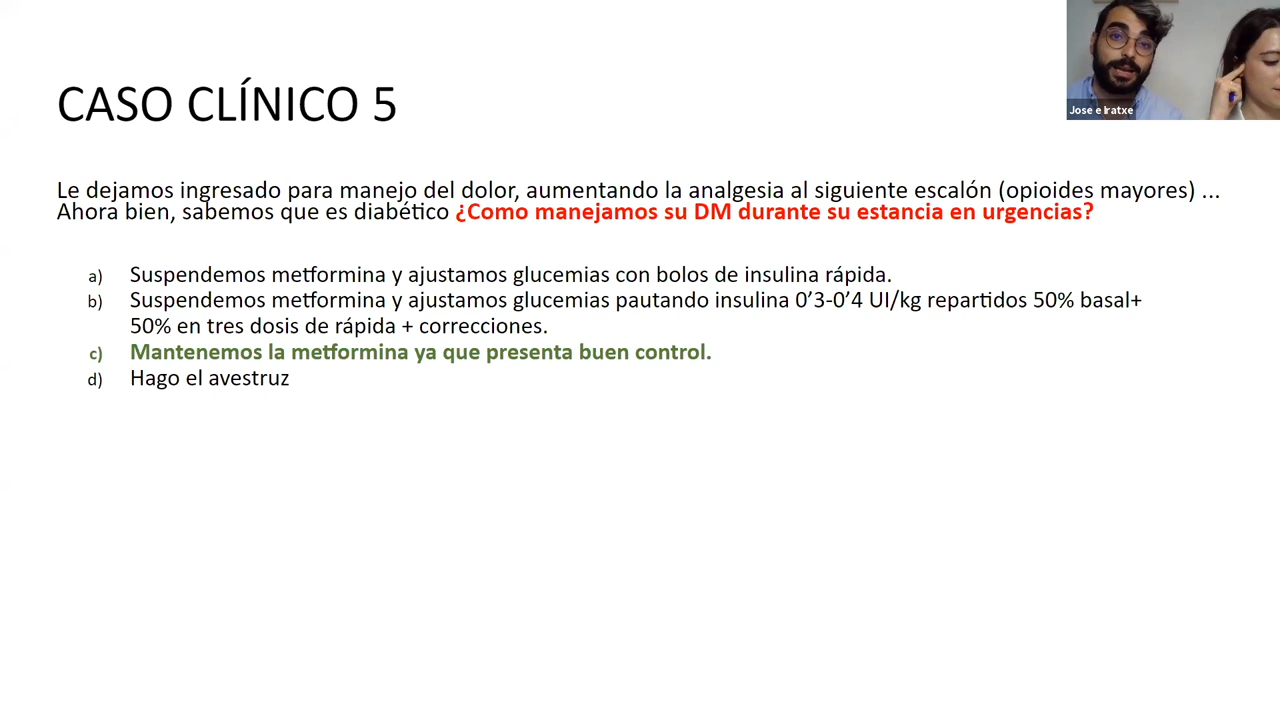 Jose e Iratxe
CASO CLÍNICO 5
Le dejamos ingresado para manejo del dolor, aumentando la analgesia al siguiente escalón (opioides mayores) ...
Ahora bien, sabemos que es diabético ¿Como manejamos su DM durante su estancia en urgencias?
a) Suspendemos metformina y ajustamos glucemias con bolos de insulina rápida.
b) Suspendemos metformina y ajustamos glucemias pautando insulina 0’3-0’4 UI/kg repartidos 50% basal+
50% en tres dosis de rápida + correcciones.
c) Mantenemos la metformina ya que presenta buen control.
d) Hago el avestruz